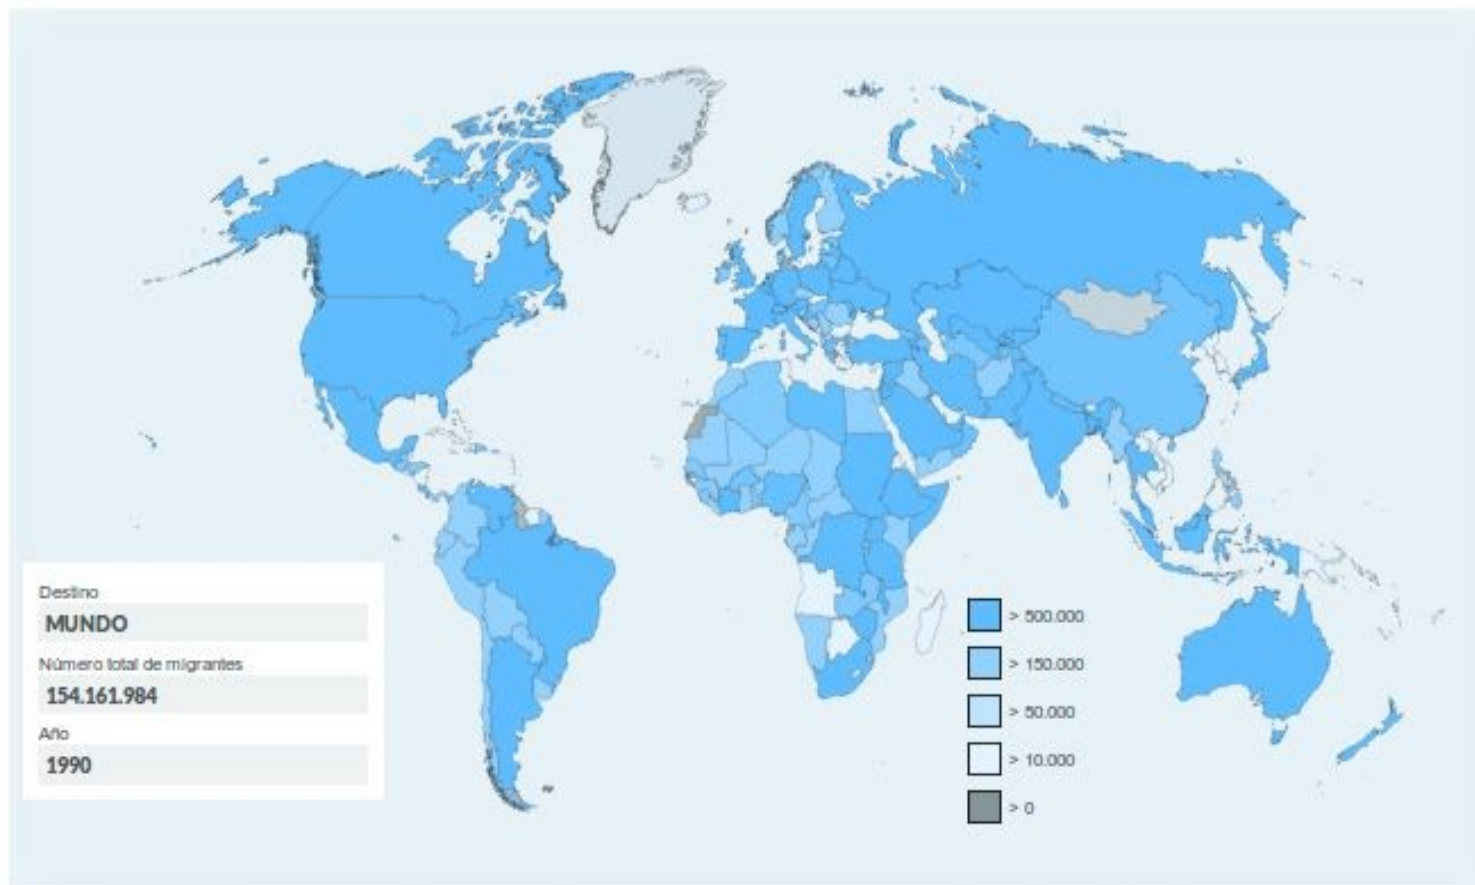 Destino
MUNDO
Número total de migrantes
154.161.984
Año
1990
> 500.000
> 150.000
> 50.000
> 10.000
> 0